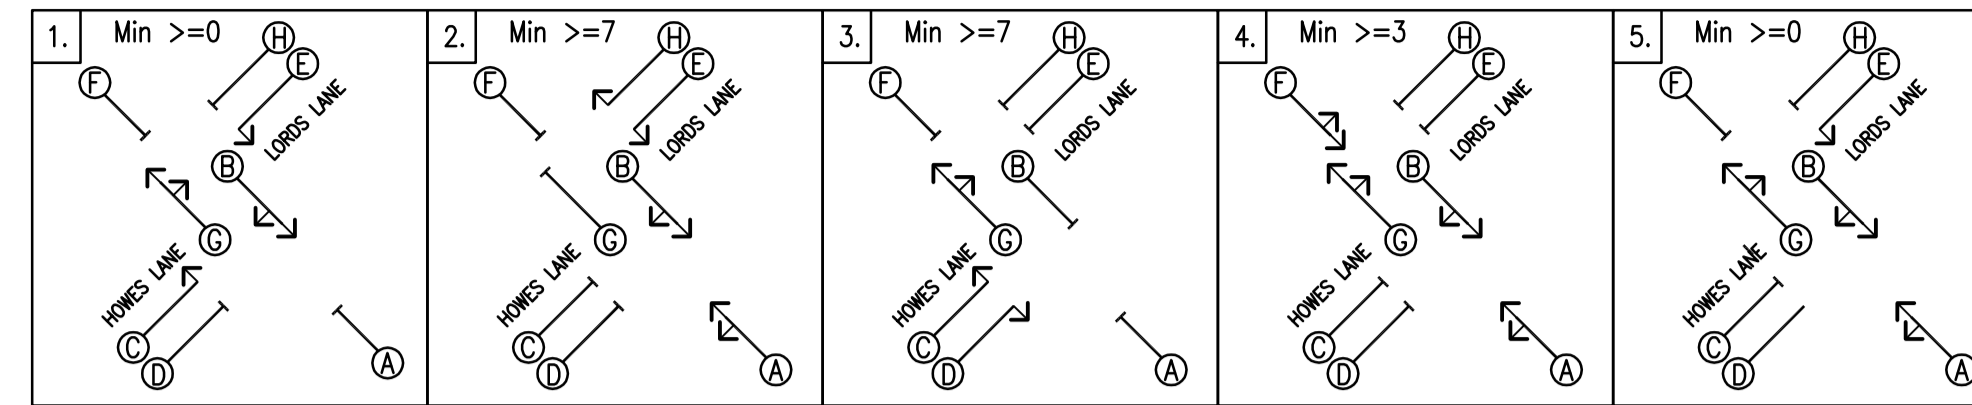 1. Min >=0
H
E
F
LORDS LANE
B
G
HOWES LANE
C
D
A
2. Min >=7
H
E
F
LORDS LANE
B
G
HOWES LANE
C
D
A
3. Min >=7
H
E
F
LORDS LANE
B
G
HOWES LANE
C
D
A
4. Min >=3
H
E
F
LORDS LANE
B
G
HOWES LANE
C
D
A
5. Min >=0
H
E
F
LORDS LANE
B
G
HOWES LANE
C
D
A